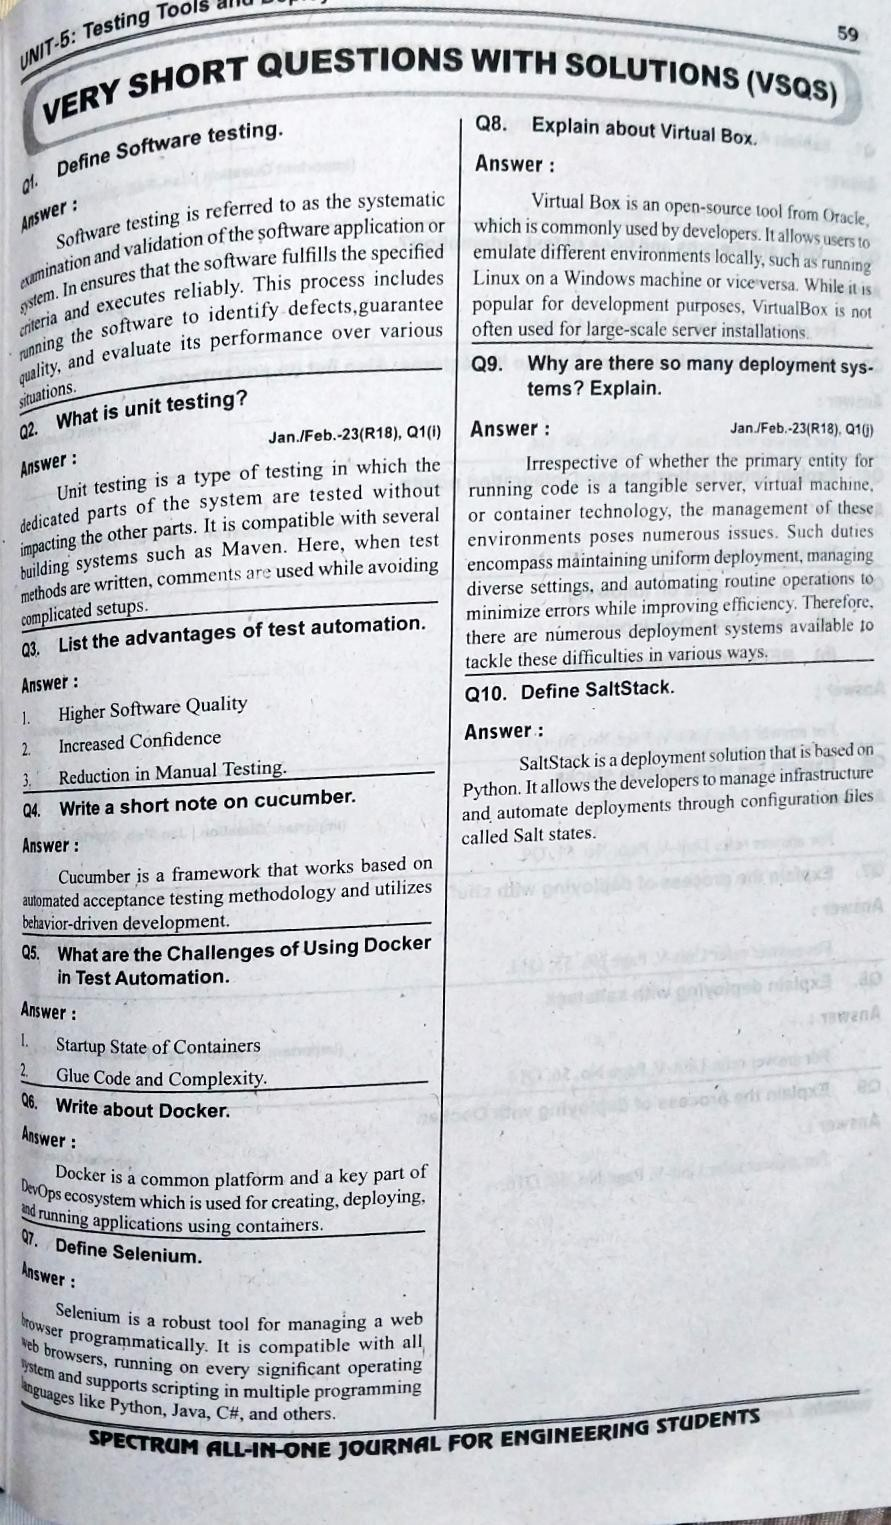 UNIT-5: Testing Tools and
59
VERY SHORT QUESTIONS WITH SOLUTIONS (VSQS)
Q1. Define Software testing.
Answer :
Software testing is referred to as the systematic
examination and validation of the software application or
system. In ensures that the software fulfills the specified
criteria and executes reliably. This process includes
running the software to identify defects,guarantee
quality, and evaluate its performance over various
situations.
Q2. What is unit testing?
Jan./Feb.-23(R18), Q1(i)
Answer :
Unit testing is a type of testing in which the
dedicated parts of the system are tested without
impacting the other parts. It is compatible with several
building systems such as Maven. Here, when test
methods are written, comments are used while avoiding
complicated setups.
Q3. List the advantages of test automation.
Answer :
1. Higher Software Quality
2. Increased Confidence
3. Reduction in Manual Testing.
Q4. Write a short note on cucumber.
Answer :
Cucumber is a framework that works based on
automated acceptance testing methodology and utilizes
behavior-driven development.
Q5. What are the Challenges of Using Docker
in Test Automation.
Answer :
1. Startup State of Containers
2. Glue Code and Complexity.
Q6. Write about Docker.
Answer :
Docker is a common platform and a key part of
DevOps ecosystem which is used for creating, deploying,
and running applications using containers.
Q7. Define Selenium.
Answer :
Selenium is a robust tool for managing a web
browser programmatically. It is compatible with all
web browsers, running on every significant operating
system and supports scripting in multiple programming
languages like Python, Java, C#, and others.
Q8. Explain about Virtual Box.
Answer :
Virtual Box is an open-source tool from Oracle,
which is commonly used by developers. It allows users to
emulate different environments locally, such as running
Linux on a Windows machine or vice versa. While it is
popular for development purposes, VirtualBox is not
often used for large-scale server installations.
Q9. Why are there so many deployment sys-
tems? Explain.
Answer : Jan./Feb.-23(R18), Q1(j)
Irrespective of whether the primary entity for
running code is a tangible server, virtual machine,
or container technology, the management of these
environments poses numerous issues. Such duties
encompass maintaining uniform deployment, managing
diverse settings, and automating routine operations to
minimize errors while improving efficiency. Therefore,
there are numerous deployment systems available to
tackle these difficulties in various ways.
Q10. Define SaltStack.
Answer :
SaltStack is a deployment solution that is based on
Python. It allows the developers to manage infrastructure
and automate deployments through configuration files
called Salt states.
SPECTRUM ALL-IN-ONE JOURNAL FOR ENGINEERING STUDENTS